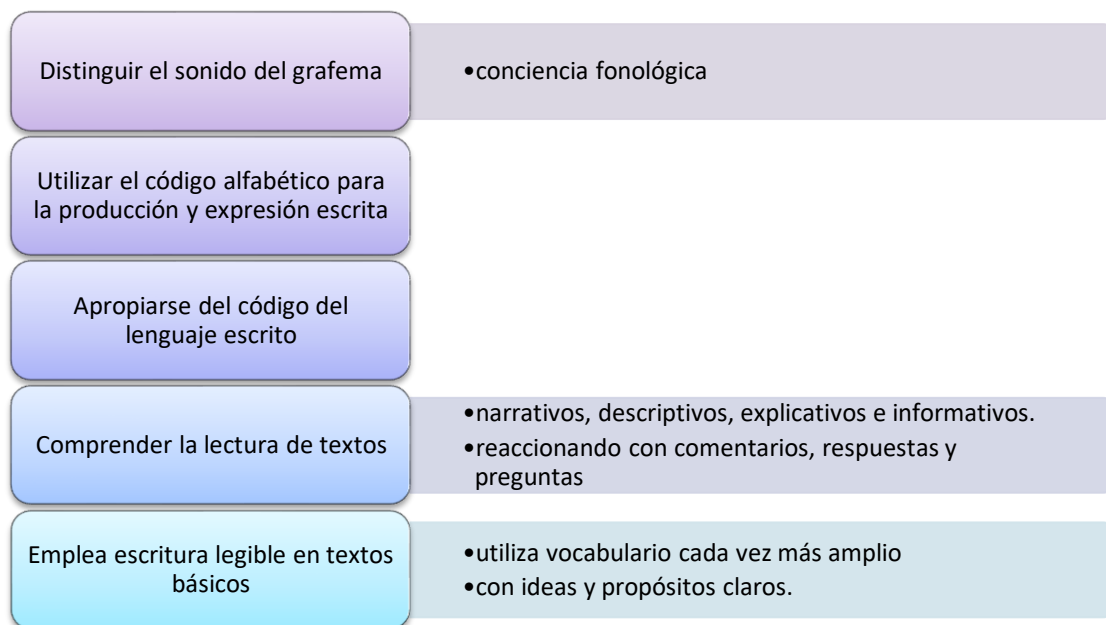 Distinguir el sonido del grafema
•conciencia fonológica
Utilizar el código alfabético para
la producción y expresión escrita
Apropiarse del código del
lenguaje escrito
Comprender la lectura de textos
•narrativos, descriptivos, explicativos e informativos.
•reaccionando con comentarios, respuestas y
preguntas
Emplea escritura legible en textos
básicos
•utiliza vocabulario cada vez más amplio
•con ideas y propósitos claros.